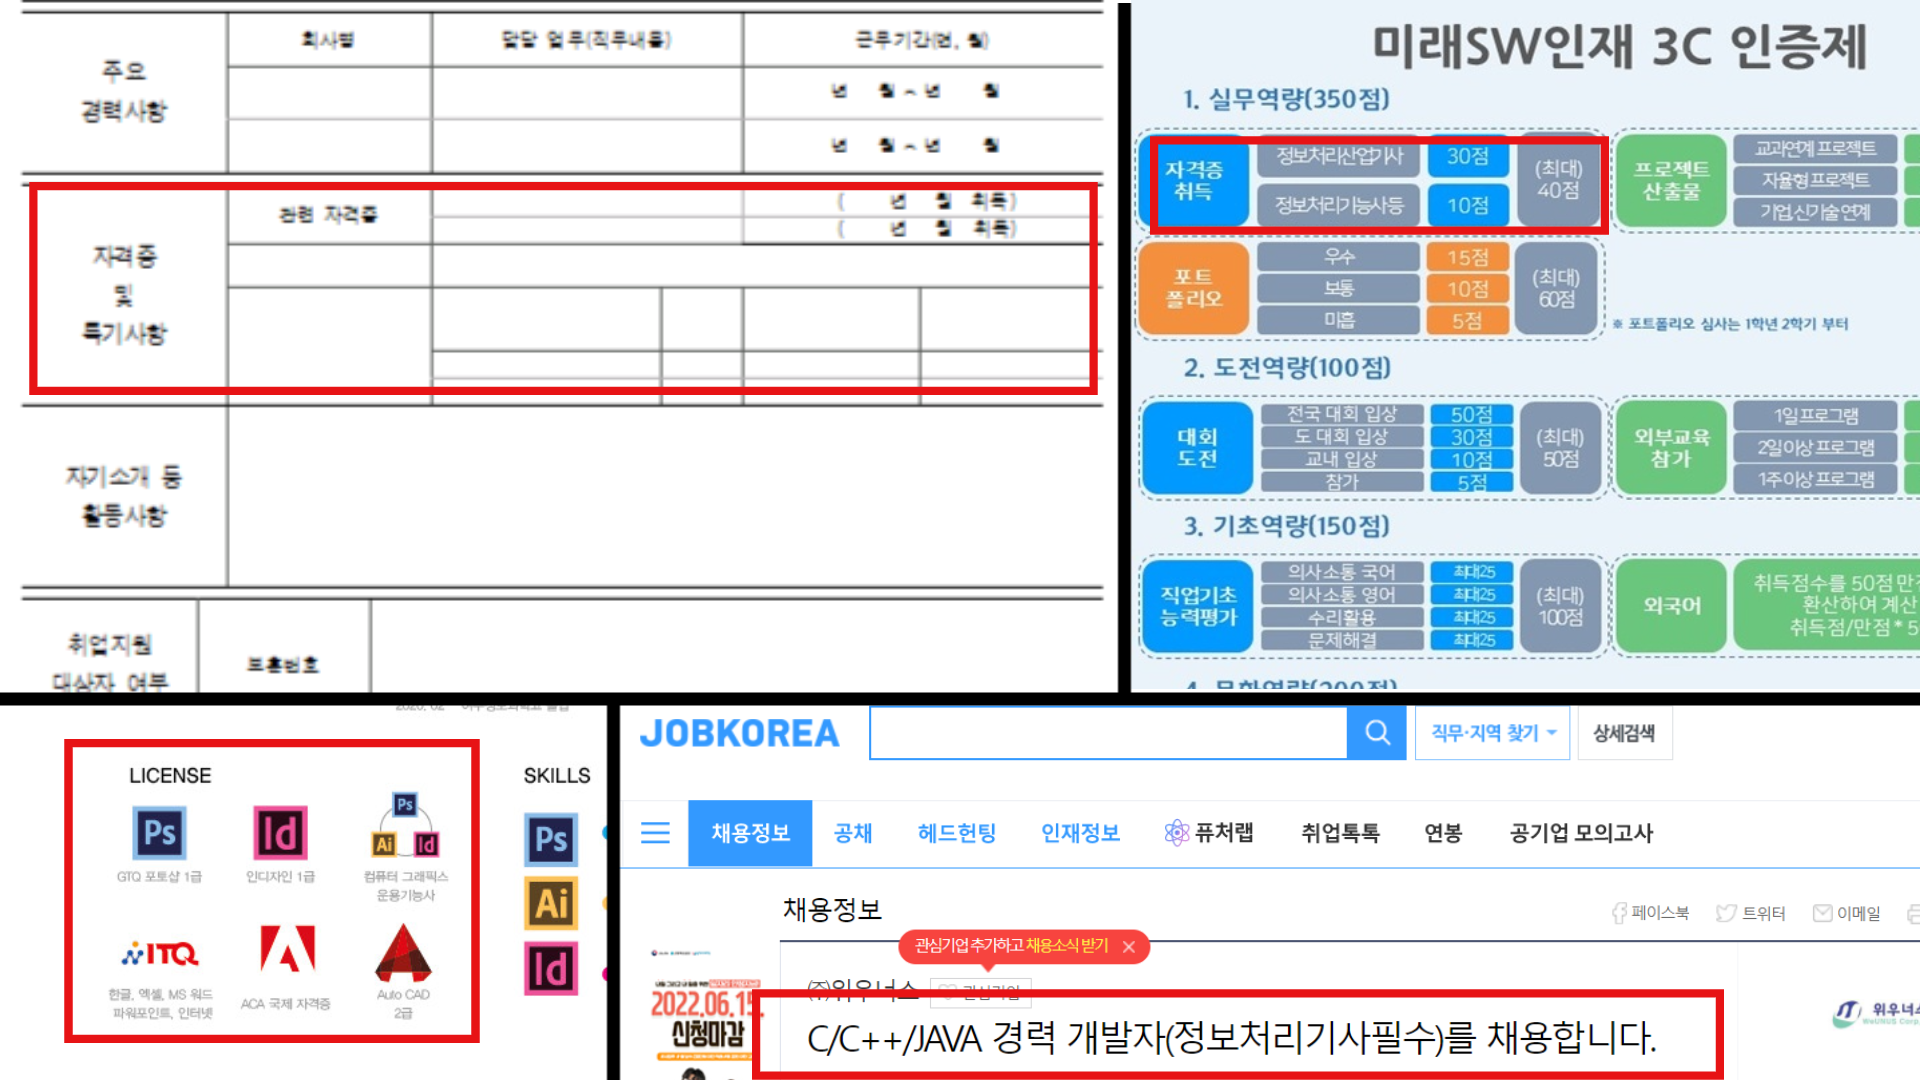 주요
경력사항
회사명
담당 업무(직무내용)
근무기간(년, 월)
년 월 ~ 년 월
년 월 ~ 년 월
자격증
및
특기사항
관련 자격증
( 년 월 취득)
( 년 월 취득)
자기소개 등
활동사항
취업지원
대상자 여부
보훈번호
미래SW인재 3C 인증제
1. 실무역량(350점)
자격증
취득
정보처리산업기사
30점
정보처리기능사등
10점
(최대)
40점
프로젝트
산출물
교과연계 프로젝트
자율형 프로젝트
기업,신기술 연계
포트
폴리오
우수
15점
보통
10점
미흡
5점
(최대)
60점
※ 포트폴리오 심사는 1학년 2학기 부터
2. 도전역량(100점)
대회
도전
전국 대회 입상
50점
도 대회 입상
30점
교내 입상
10점
참가
5점
(최대)
50점
외부교육
참가
1일 프로그램
2일이상 프로그램
1주이상 프로그램
3. 기초역량(150점)
직업기초
능력평가
의사소통 국어
최대25
의사소통 영어
최대25
수리활용
최대25
문제해결
최대25
(최대)
100점
외국어
취득점수를 50점 만
환산하여 계산
취득점/만점* 5
LICENSE
Ps
GTQ 포토샵 1급
Id
인디자인 1급
Ps
Ai
Id
컴퓨터 그래픽스
운용기능사
ITQ
한글, 엑셀, MS 워드
파워포인트, 인터넷
ACA 국제 자격증
Auto CAD
2급
SKILLS
Ps
Ai
Id
JOBKOREA
직무·지역 찾기
상세검색
채용정보
공채
헤드헌팅
인재정보
퓨처랩
취업톡톡
연봉
공기업 모의고사
채용정보
페이스북
트위터
이메일
관심기업 추가하고 채용소식 받기
㈜위우너스
관심기업
2022.06.15.
신청마감
C/C++/JAVA 경력 개발자(정보처리기사필수)를 채용합니다.
위우너스
WeUNUS Corp.